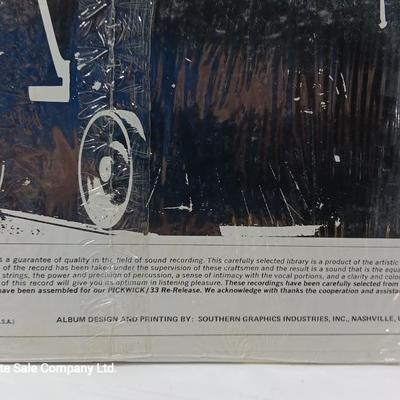 s a guarantee of quality in the field of sound recording. This carefully selected library is a product of the artistic
of the record has been taken under the supervision of these craftsmen and the result is a sound that is the equa
strings, the power and precision of percussion, a sense of intimacy with the vocal portions, and a clarity and colo
of this record will give you its optimum in listening pleasure. These recordings have been carefully selected from
have been assembled for our PICKWICK/33 Re-Release. We acknowledge with thanks the cooperation and assist
S.A.) ALBUM DESIGN AND PRINTING BY: SOUTHERN GRAPHICS INDUSTRIES, INC., NASHVILLE, U
te Sale Company Ltd.